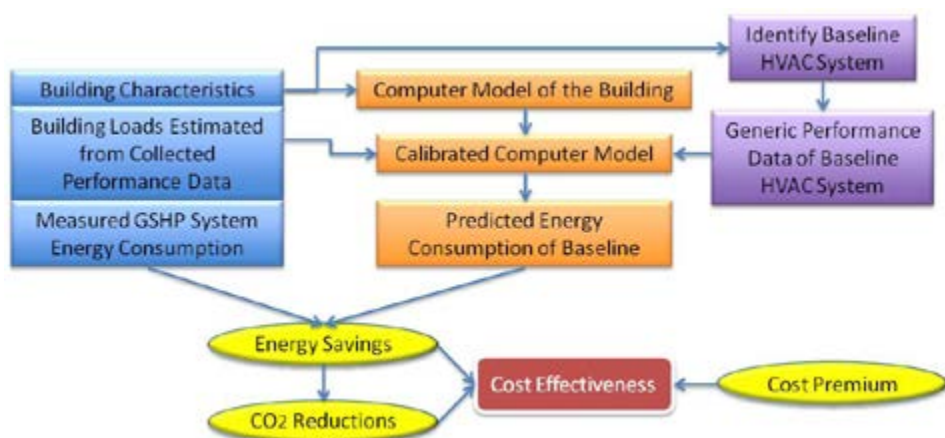 Identify Baseline
HVAC System
Building Characteristics
Computer Model of the Building
Building Loads Estimated
from Collected
Performance Data
Calibrated Computer Model
Generic Performance
Data of Baseline
HVAC System
Measured GSHP System
Energy Consumption
Predicted Energy
Consumption of Baseline
Energy Savings
Cost Effectiveness
Cost Premium
CO2 Reductions